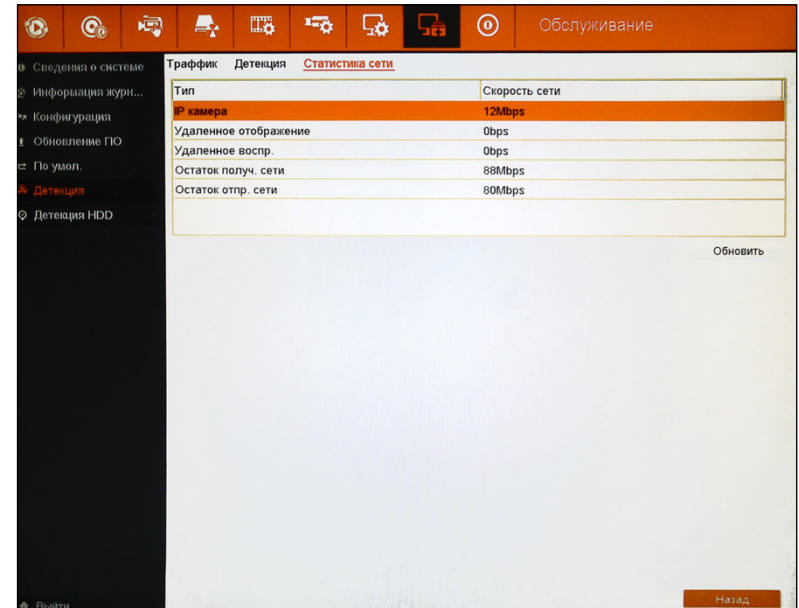 Обслуживание
Сведения о системе
Информация журн...
Конфигурация
Обновление ПО
По умол.
Детекция
Детекция HDD
Выйти
Траффик Детекция Статистика сети
Тип Скорость сети
IP камера 12Mbps
Удаленное отображение 0bps
Удаленное воспр. 0bps
Остаток получ. сети 88Mbps
Остаток отпр. сети 80Mbps
Обновить
Назад